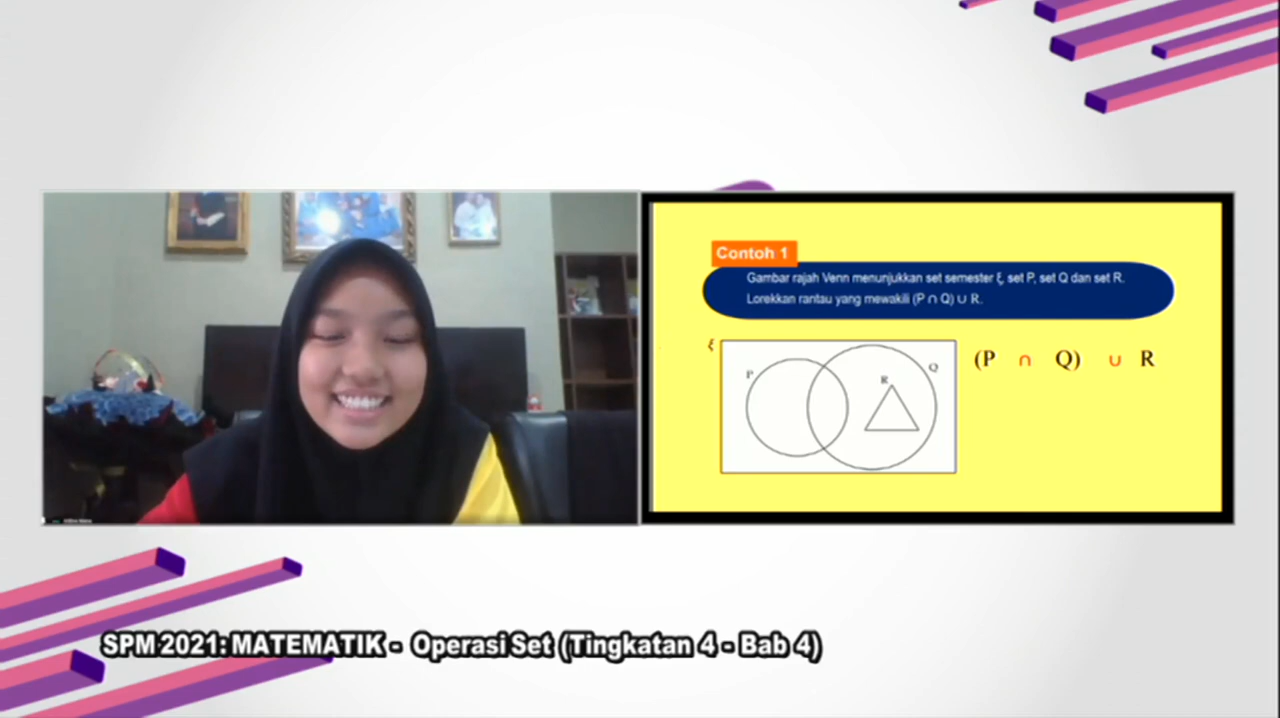 Contoh 1
Gambar rajah Venn menunjukkan set semester ξ, set P, set Q dan set R.
Lorekkan rantau yang mewakili (P ∩ Q) ∪ R.
ξ
P
R
Q
(P ∩ Q) ∪ R
SPM 2021: MATEMATIK - Operasi Set (Tingkatan 4 - Bab 4)